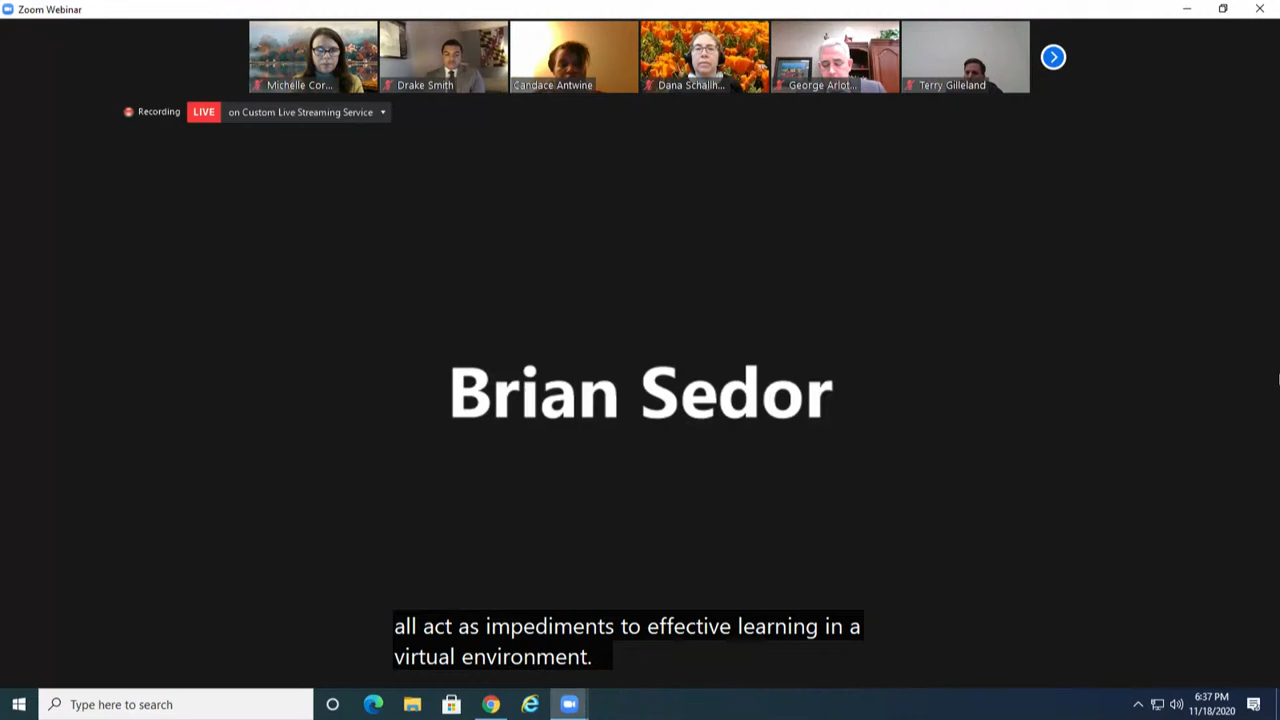 Zoom Webinar
Michelle Cor...
Drake Smith
Candace Antwine
Dana Schallh...
George Arlot...
Terry Gilleland
Recording
LIVE
on Custom Live Streaming Service
Brian Sedor
all act as impediments to effective learning in a
virtual environment.
Type here to search
6:37 PM
11/18/2020